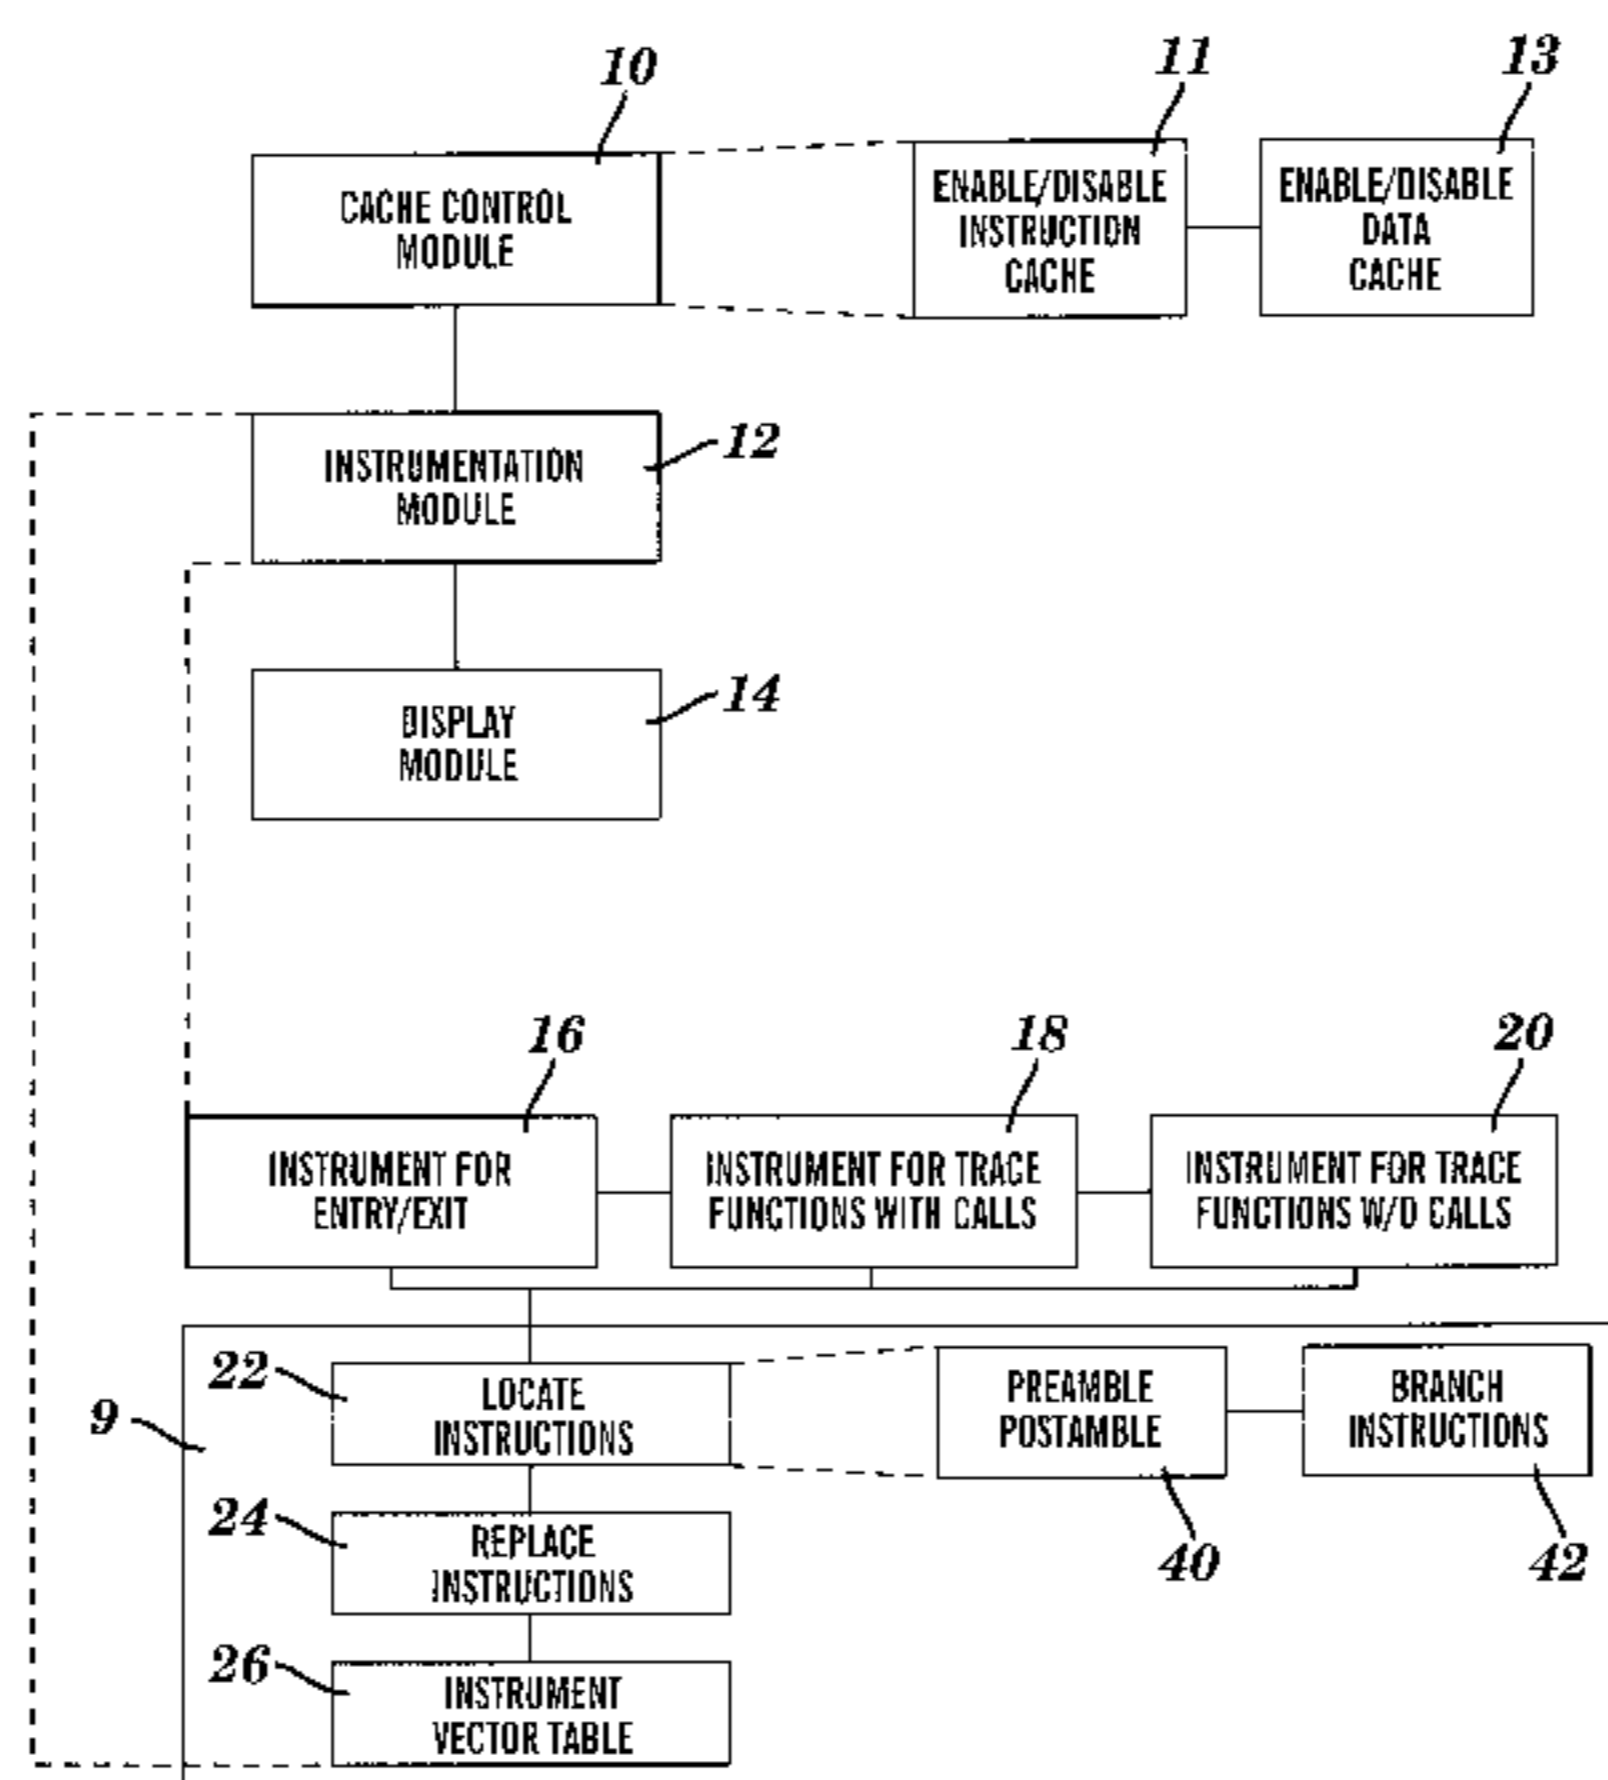 10
11
13
CACHE CONTROL
MODULE
ENABLE/DISABLE
INSTRUCTION
CACHE
ENABLE/DISABLE
DATA
CACHE
INSTRUMENTATION
MODULE
12
DISPLAY
MODULE
14
16
18
20
INSTRUMENT FOR
ENTRY/EXIT
INSTRUMENT FOR TRACE
FUNCTIONS WITH CALLS
INSTRUMENT FOR TRACE
FUNCTIONS W/O CALLS
9
22
LOCATE
INSTRUCTIONS
PREAMBLE
POSTAMBLE
BRANCH
INSTRUCTIONS
24
REPLACE
INSTRUCTIONS
40
42
26
INSTRUMENT
VECTOR TABLE